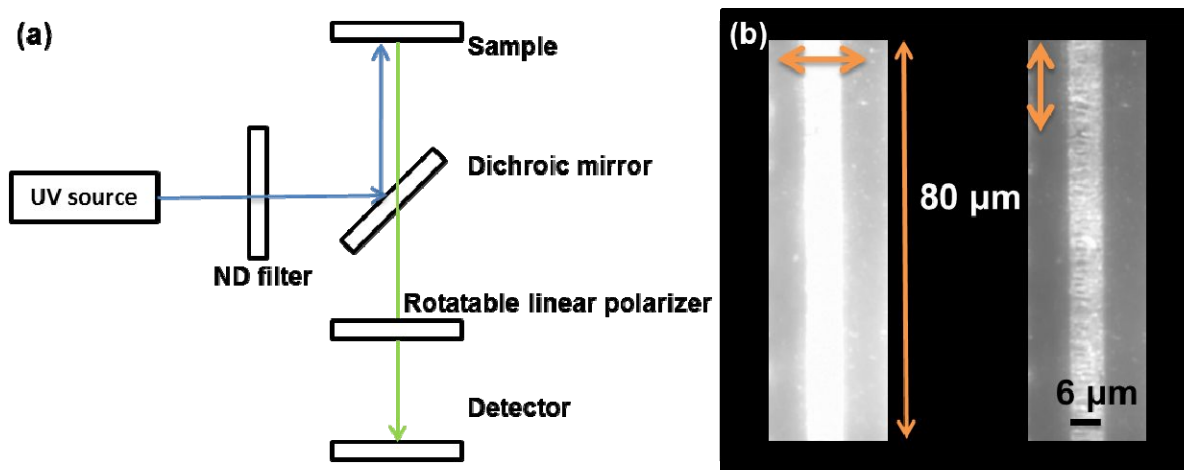 (a)
Sample
Dichroic mirror
UV source
ND filter
Rotatable linear polarizer
Detector
(b)
80 µm
6 µm